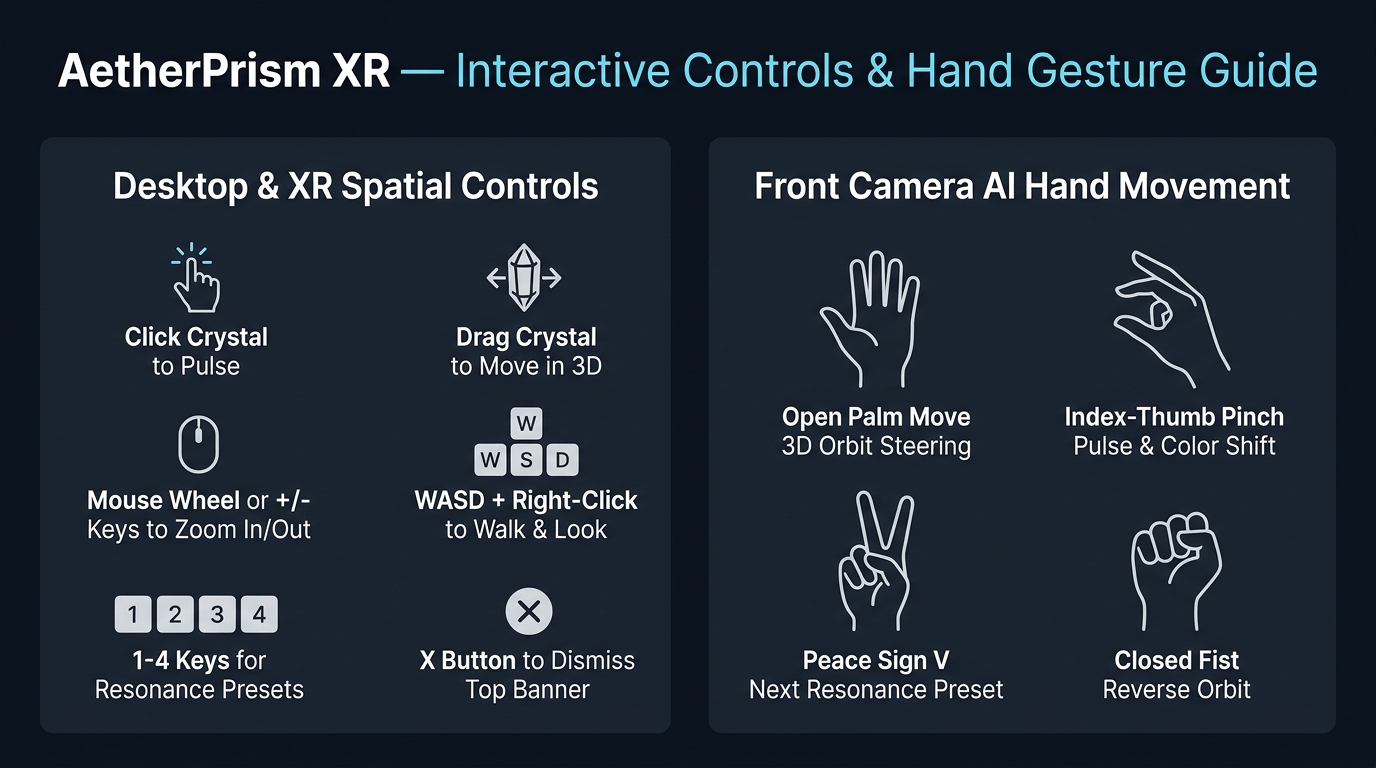 AetherPrism XR — Interactive Controls & Hand Gesture Guide
Desktop & XR Spatial Controls
Click Crystal
to Pulse
Drag Crystal
to Move in 3D
Mouse Wheel or +/-
Keys to Zoom In/Out
W
W S D
WASD + Right-Click
to Walk & Look
1 2 3 4
1-4 Keys for
Resonance Presets
X Button to Dismiss
Top Banner
Front Camera AI Hand Movement
Open Palm Move
3D Orbit Steering
Index-Thumb Pinch
Pulse & Color Shift
Peace Sign V
Next Resonance Preset
Closed Fist
Reverse Orbit